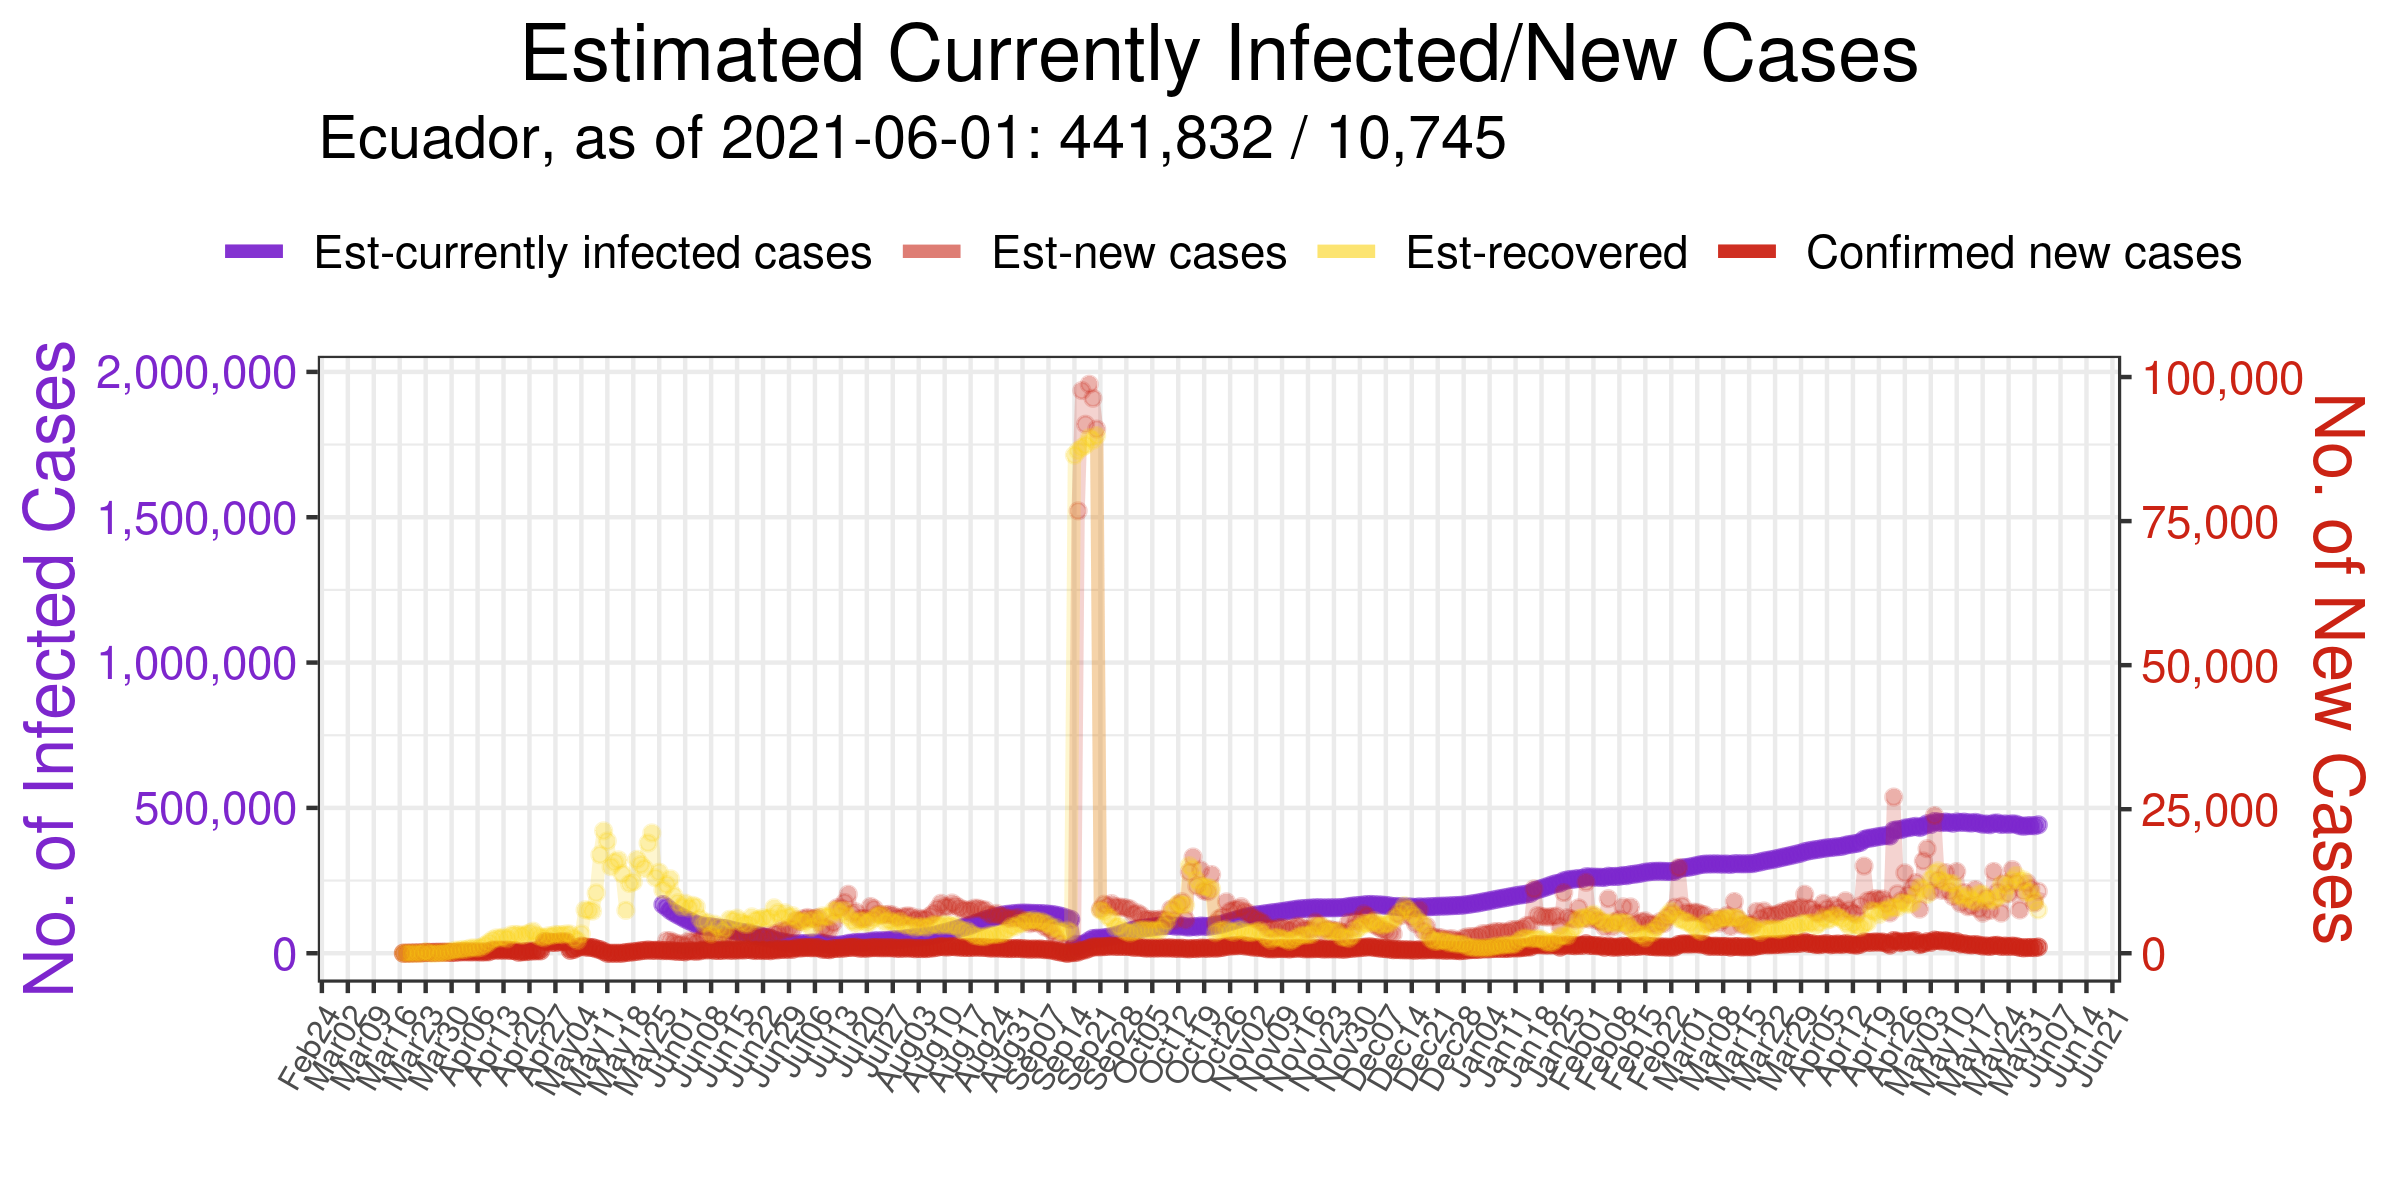 Estimated Currently Infected/New Cases
Ecuador, as of 2021-06-01: 441,832 / 10,745
Est-currently infected cases Est-new cases Est-recovered Confirmed new cases
No. of Infected Cases
2,000,000
1,500,000
1,000,000
500,000
0
100,000
75,000
50,000
25,000
0
No. of New Cases
Feb24
Mar02
Mar09
Mar16
Mar23
Mar30
Apr06
Apr13
Apr20
Apr27
May04
May11
May18
May25
Jun01
Jun08
Jun15
Jun22
Jun29
Jul06
Jul13
Jul20
Jul27
Aug03
Aug10
Aug17
Aug24
Aug31
Sep07
Sep14
Sep21
Sep28
Oct05
Oct12
Oct19
Oct26
Nov02
Nov09
Nov16
Nov23
Nov30
Dec07
Dec14
Dec21
Dec28
Jan04
Jan11
Jan18
Jan25
Feb01
Feb08
Feb15
Feb22
Mar01
Mar08
Mar15
Mar22
Mar29
Apr05
Apr12
Apr19
Apr26
May03
May10
May17
May24
May31
Jun07
Jun14
Jun21